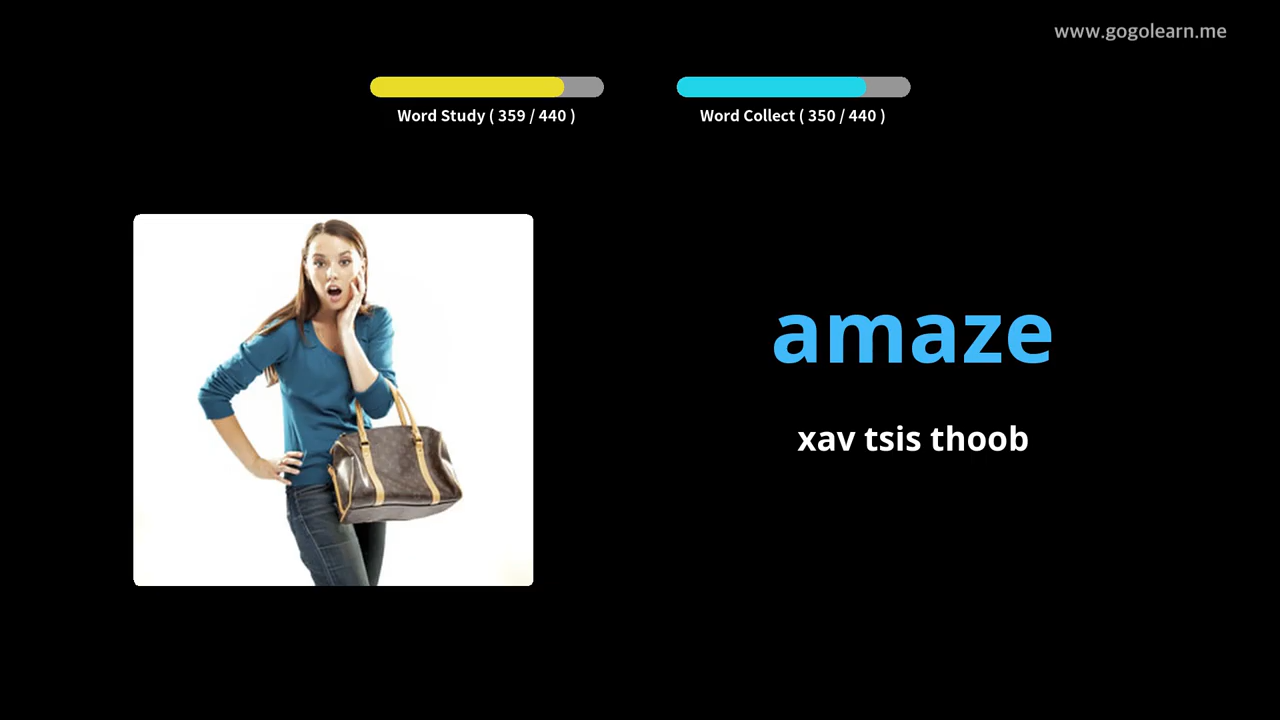 www.gogolearn.me
Word Study ( 359 / 440 )
Word Collect ( 350 / 440 )
amaze
xav tsis thoob